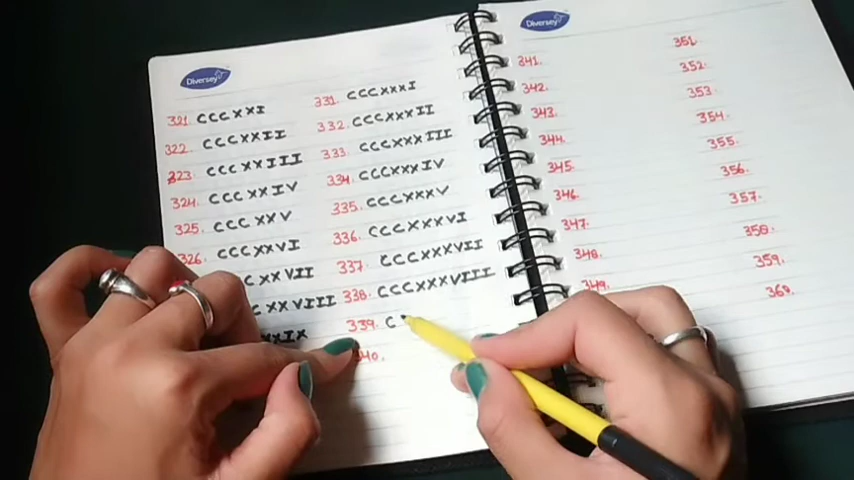 Diversey
321. CCCXXI
322. CCCXXII
323. CCCXXIII
324. CCCXXIV
325. CCCXXV
326. CCCXXVI
CXXVII
CXXVIII
XXIX
331. CCCXXXI
332. CCCXXXII
333. CCCXXXIII
334. CCCXXXIV
335. CCCXXXV
336. CCCXXXVI
337. CCCXXXVII
338. CCCXXXVIII
339. C
340.
Diversey
341.
342.
343.
344.
345.
346.
347.
348.
349.
351.
352.
353.
354.
355.
356.
357.
358.
359.
360.